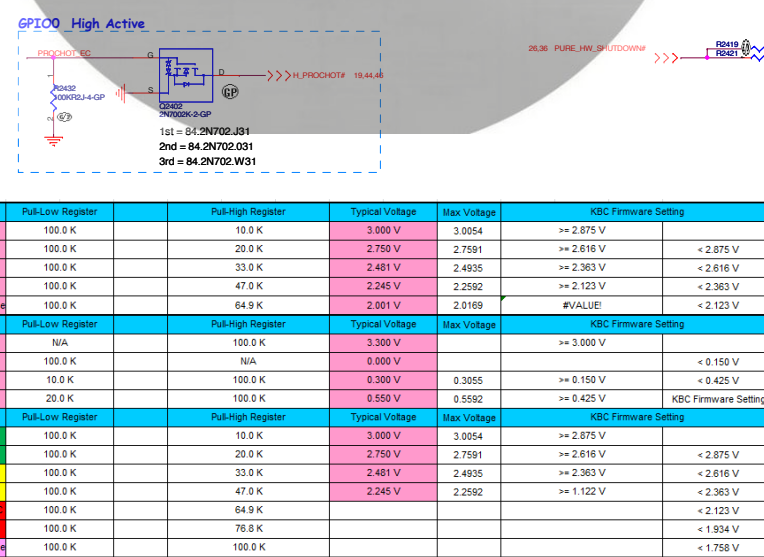 GPIO0 High Active
PROCHOT_EC
G
D
S
1
2
R2432
100KR2J-4-GP
G/3
GP
H_PROCHOT# 19,44,46
Q2402
2N7002K-2-GP
1st = 84.2N702.J31
2nd = 84.2N702.031
3rd = 84.2N702.W31
26,36 PURE_HW_SHUTDOWN#
R2419
R2421
Pull-Low Register Pull-High Register Typical Voltage Max Voltage KBC Firmware Setting
100.0 K 10.0 K 3.000 V 3.0054 >= 2.875 V
100.0 K 20.0 K 2.750 V 2.7591 >= 2.616 V < 2.875 V
100.0 K 33.0 K 2.481 V 2.4935 >= 2.363 V < 2.616 V
100.0 K 47.0 K 2.245 V 2.2592 >= 2.123 V < 2.363 V
e 100.0 K 64.9 K 2.001 V 2.0169 #VALUE! < 2.123 V
Pull-Low Register Pull-High Register Typical Voltage Max Voltage KBC Firmware Setting
N/A 100.0 K 3.300 V >= 3.000 V
100.0 K N/A 0.000 V < 0.150 V
10.0 K 100.0 K 0.300 V 0.3055 >= 0.150 V < 0.425 V
20.0 K 100.0 K 0.550 V 0.5592 >= 0.425 V KBC Firmware Setting
Pull-Low Register Pull-High Register Typical Voltage Max Voltage KBC Firmware Setting
100.0 K 10.0 K 3.000 V 3.0054 >= 2.875 V
100.0 K 20.0 K 2.750 V 2.7591 >= 2.616 V < 2.875 V
100.0 K 33.0 K 2.481 V 2.4935 >= 2.363 V < 2.616 V
100.0 K 47.0 K 2.245 V 2.2592 >= 1.122 V < 2.363 V
100.0 K 64.9 K < 2.123 V
100.0 K 76.8 K < 1.934 V
e 100.0 K 100.0 K < 1.758 V